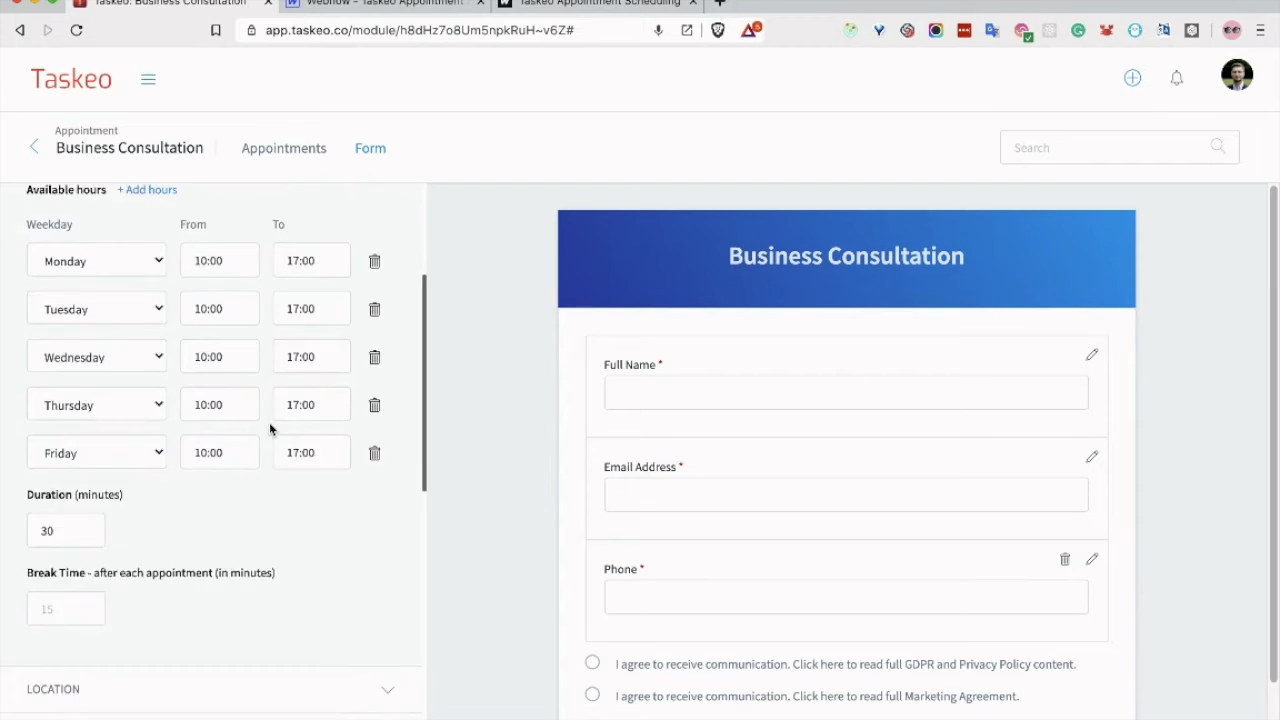 Taskeo: Business Consultation
Webflow - Taskeo Appointment
Taskeo Appointment Scheduling
app.taskeo.co/module/h8dHz7o8Um5npkRuH~v6Z#
Taskeo
Appointment
Business Consultation
Appointments
Form
Search
Available hours + Add hours
Weekday From To
Monday 10:00 17:00
Tuesday 10:00 17:00
Wednesday 10:00 17:00
Thursday 10:00 17:00
Friday 10:00 17:00
Duration (minutes)
30
Break Time - after each appointment (in minutes)
15
LOCATION
Business Consultation
Full Name *
Email Address *
Phone *
I agree to receive communication. Click here to read full GDPR and Privacy Policy content.
I agree to receive communication. Click here to read full Marketing Agreement.